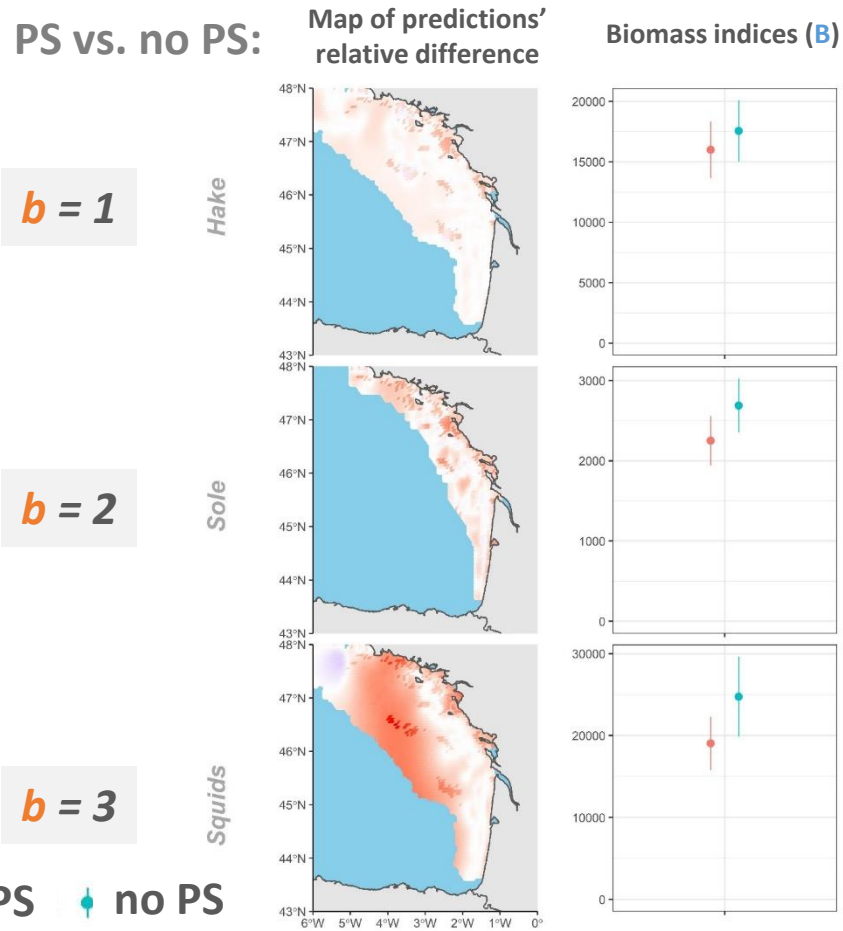 PS vs. no PS:
Map of predictions’
relative difference
Biomass indices (B)
b = 1
Hake
48°N
47°N
46°N
45°N
44°N
43°N
20000
15000
10000
5000
0
b = 2
Sole
48°N
47°N
46°N
45°N
44°N
43°N
3000
2000
1000
0
b = 3
Squids
48°N
47°N
46°N
45°N
44°N
43°N
6°W 5°W 4°W 3°W 2°W 1°W 0°
30000
20000
10000
0
PS no PS